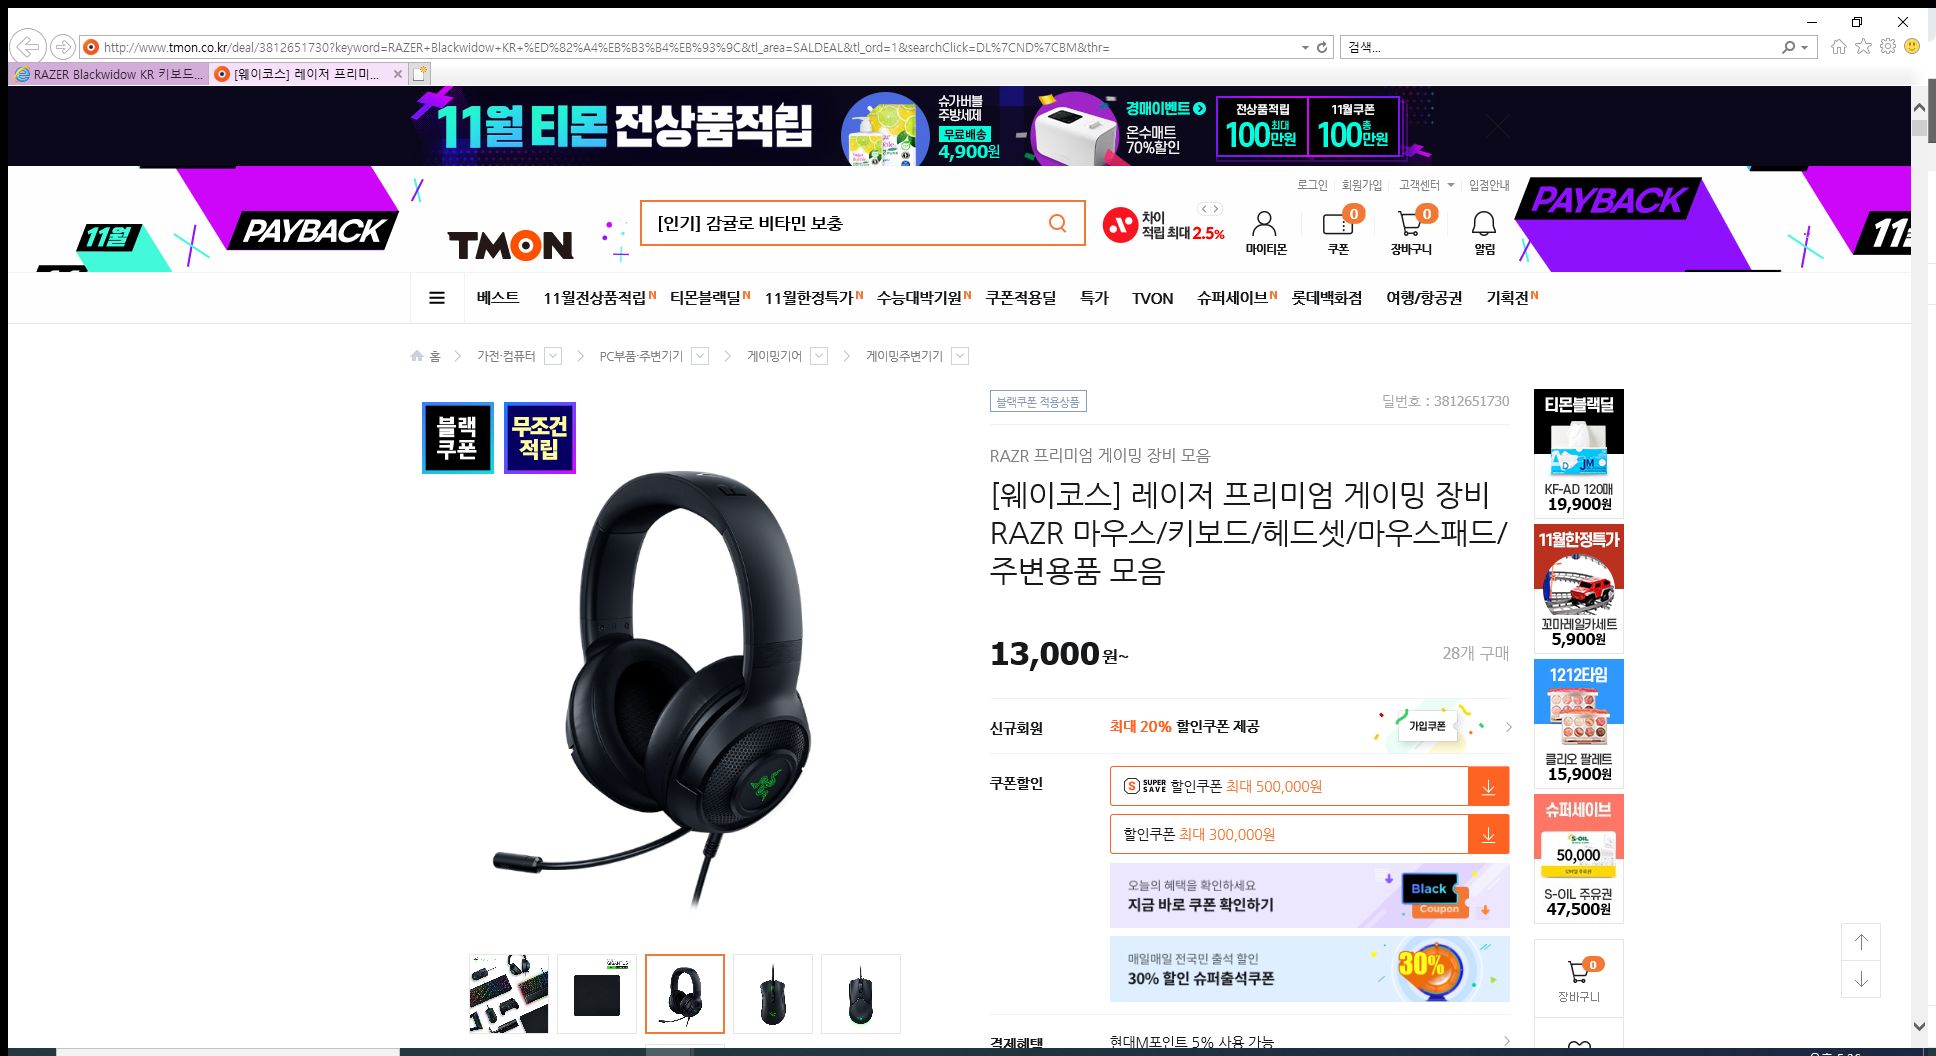 http://www.tmon.co.kr/deal/3812651730?keyword=RAZER+Blackwidow+KR+%ED%82%A4%EB%B3%B4%EB%93%9C&tl_area=SALDEAL&tl_ord=1&searchClick=DL%7CND%7CBM&thr=
검색...
RAZER Blackwidow KR 키보드...
[웨이코스] 레이저 프리미...
11월 티몬 전상품적립
슈가버블
주방세제
무료배송
4,900원
경매이벤트
온수매트
70%할인
전상품적립
100 최대 만원
11월쿠폰
100 총 만원
로그인
회원가입
고객센터
입점안내
11월
PAYBACK
TMON
[인기] 감귤로 비타민 보충
차이
적립 최대 2.5%
마이티몬
0
쿠폰
0
장바구니
알림
PAYBACK
11
베스트
11월전상품적립 N
티몬블랙딜 N
11월한정특가 N
수능대박기원 N
쿠폰적용딜
특가
TVON
슈퍼세이브 N
롯데백화점
여행/항공권
기획전 N
홈
가전·컴퓨터
PC부품·주변기기
게이밍기어
게이밍주변기기
블랙
쿠폰
무조건
적립
블랙쿠폰 적용상품
딜번호 : 3812651730
RAZR 프리미엄 게이밍 장비 모음
[웨이코스] 레이저 프리미엄 게이밍 장비
RAZR 마우스/키보드/헤드셋/마우스패드/
주변용품 모음
13,000원~
28개 구매
신규회원
최대 20% 할인쿠폰 제공
가입쿠폰
쿠폰할인
S SUPER SAVE 할인쿠폰 최대 500,000원
할인쿠폰 최대 300,000원
오늘의 혜택을 확인하세요
지금 바로 쿠폰 확인하기
Black
Coupon
매일매일 전국민 출석 할인
30% 할인 슈퍼출석쿠폰
30%
결제혜택
현대M포인트 5% 사용 가능
티몬블랙딜
JM
KF-AD 120매
19,900원
11월한정특가
꼬마레일카세트
5,900원
1212타임
클리오 팔레트
15,900원
슈퍼세이브
S-OIL
50,000
S-OIL 주유권
47,500원
0
장바구니